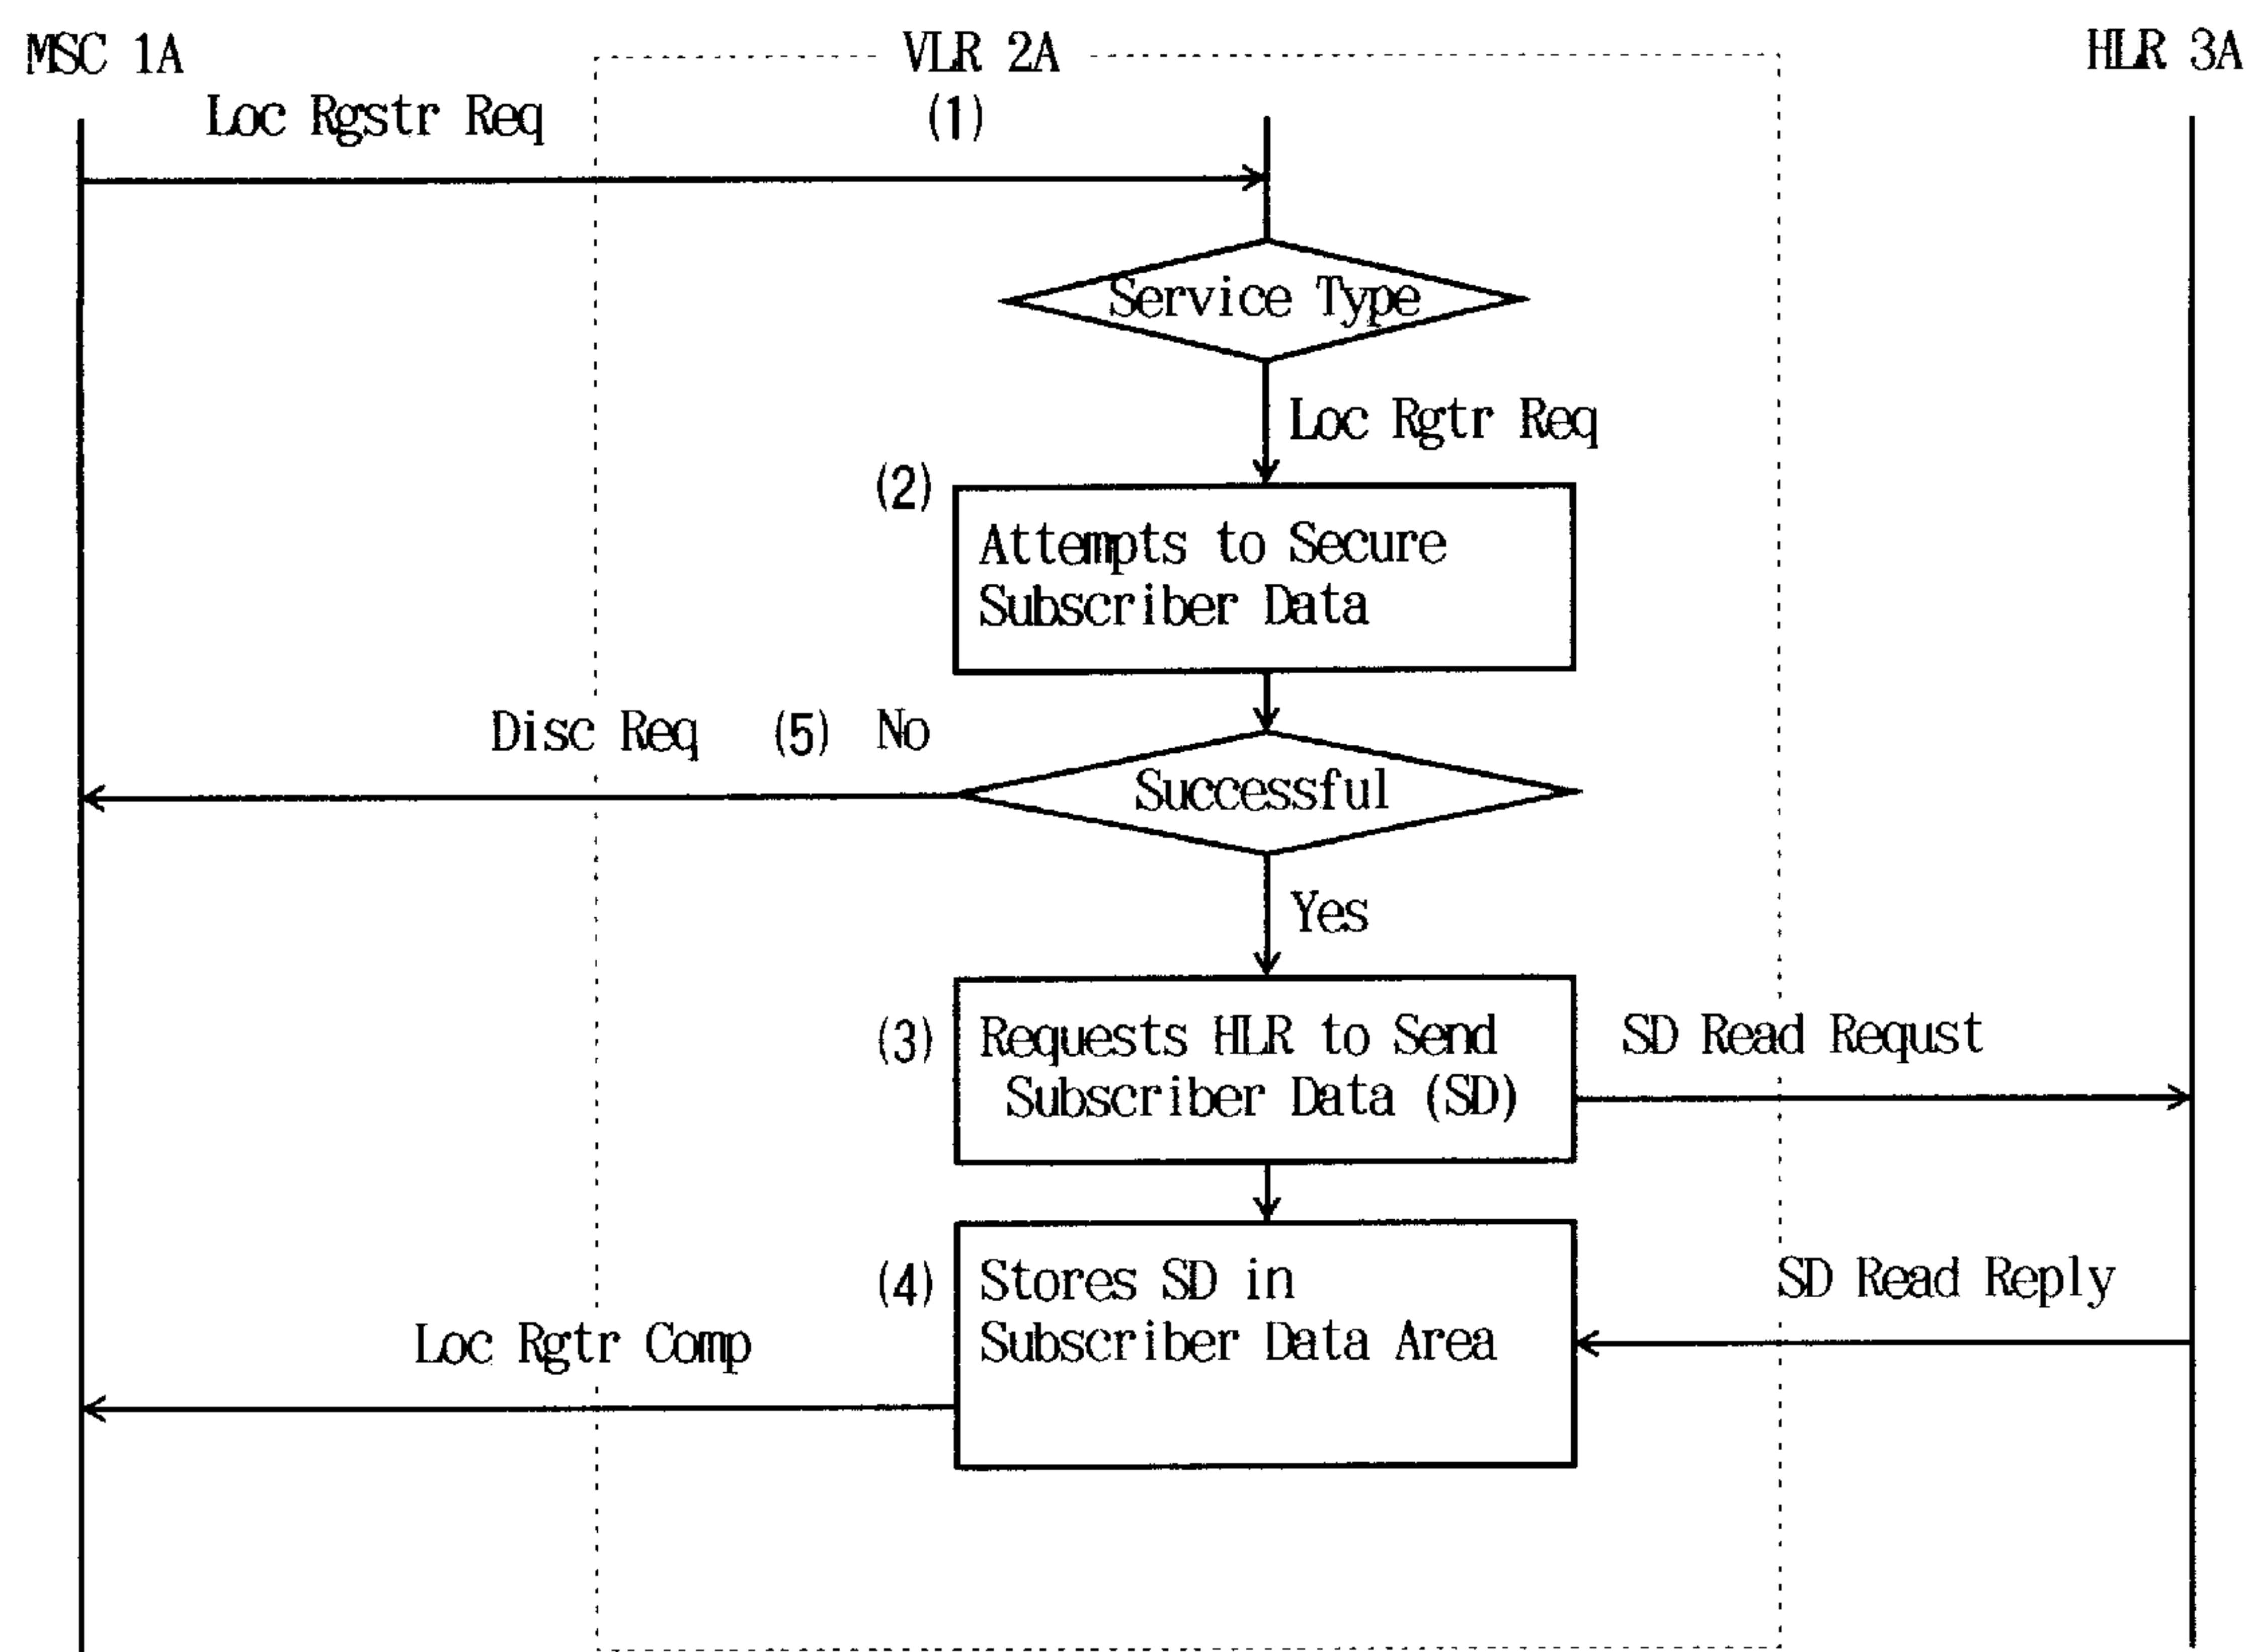 MSC 1A
VLR 2A
HLR 3A
Loc Rgstr Req
(1)
Service Type
Loc Rgtr Req
(2)
Attempts to Secure
Subscriber Data
Disc Req (5) No
Successful
Yes
(3)
Requests HLR to Send
Subscriber Data (SD)
SD Read Requst
(4)
Stores SD in
Subscriber Data Area
SD Read Reply
Loc Rgtr Comp